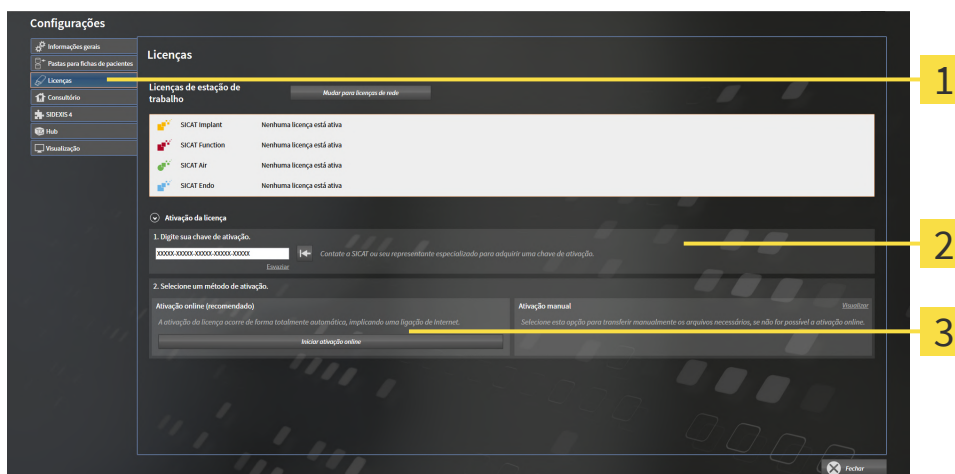 Configurações
Informações gerais
Pastas para fichas de pacientes
Licenças
Consultório
SIDEXIS 4
Hub
Visualização
Licenças
Licenças de estação de
trabalho
Mudar para licenças de rede
SICAT Implant Nenhuma licença está ativa
SICAT Function Nenhuma licença está ativa
SICAT Air Nenhuma licença está ativa
SICAT Endo Nenhuma licença está ativa
Ativação da licença
1. Digite sua chave de ativação.
XXXXX-XXXXX-XXXXX-XXXXX-XXXXX
Contate a SICAT ou seu representante especializado para adquirir uma chave de ativação.
Esvaziar
2. Selecione um método de ativação.
Ativação online (recomendado)
A ativação da licença ocorre de forma totalmente automática, implicando uma ligação de Internet.
Iniciar ativação online
Ativação manual Visualizar
Selecione esta opção para transferir manualmente os arquivos necessários, se não for possível a ativação online.
Fechar
1
2
3